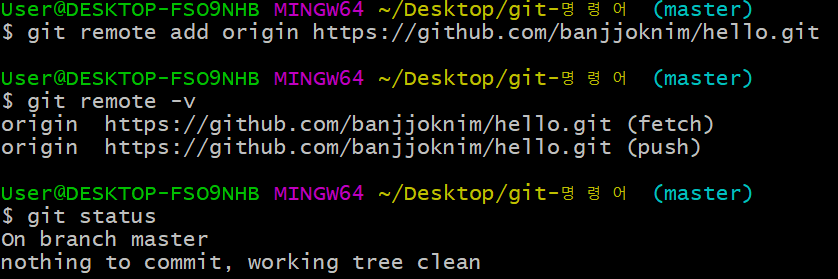 User@DESKTOP-FSO9NHB MINGW64 ~/Desktop/git-명령어 (master)
$ git remote add origin https://github.com/banjjoknim/hello.git
User@DESKTOP-FSO9NHB MINGW64 ~/Desktop/git-명령어 (master)
$ git remote -v
origin  https://github.com/banjjoknim/hello.git (fetch)
origin  https://github.com/banjjoknim/hello.git (push)
User@DESKTOP-FSO9NHB MINGW64 ~/Desktop/git-명령어 (master)
$ git status
On branch master
nothing to commit, working tree clean